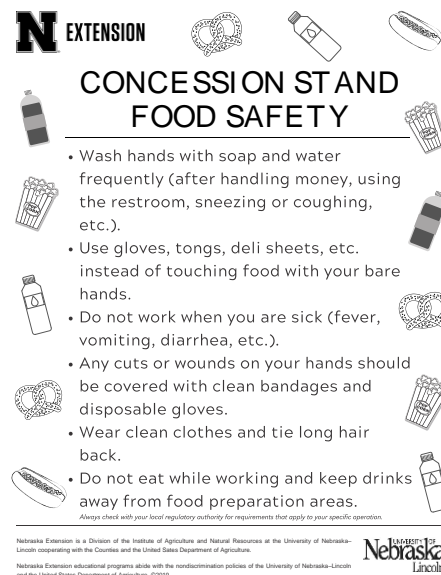 N EXTENSION
CONCESSION STAND
FOOD SAFETY
• Wash hands with soap and water
frequently (after handling money, using
the restroom, sneezing or coughing,
etc.).
• Use gloves, tongs, deli sheets, etc.
instead of touching food with your bare
hands.
• Do not work when you are sick (fever,
vomiting, diarrhea, etc.).
• Any cuts or wounds on your hands should
be covered with clean bandages and
disposable gloves.
• Wear clean clothes and tie long hair
back.
• Do not eat while working and keep drinks
away from food preparation areas.
Always check with your local regulatory authority for requirements that apply to your specific operation.
Nebraska Extension is a Division of the Institute of Agriculture and Natural Resources at the University of Nebraska–
Lincoln cooperating with the Counties and the United States Department of Agriculture.
Nebraska Extension educational programs abide with the nondiscrimination policies of the University of Nebraska–Lincoln
and the United States Department of Agriculture. ©2019
UNIVERSITY OF
Nebraska
Lincoln